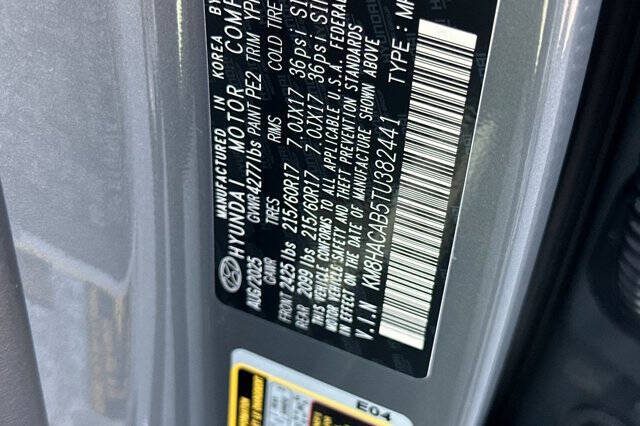 MANUFACTURED IN KOREA BY
HYUNDAI MOTOR COMP
AUG/2025 GVWR 4277lbs PAINT PE2 TRIM YP
GAWR TIRES RIMS COLD TIRE
FRONT 2425 lbs 215/60R17 7.0JX17 36psi
REAR 2099 lbs 215/60R17 7.0JX17 36psi
THIS VEHICLE CONFORMS TO ALL APPLICABLE U.S.A. FEDERAL
MOTOR VEHICLE SAFETY AND THEFT PREVENTION STANDARDS
IN EFFECT ON THE DATE OF MANUFACTURE SHOWN ABOVE.
V.I.N KM8HACAB5TU382441 TYPE: MP
E04